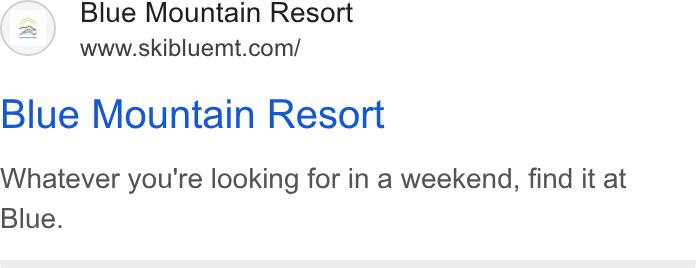 Blue Mountain Resort
www.skibluemt.com/
Blue Mountain Resort
Whatever you're looking for in a weekend, find it at
Blue.